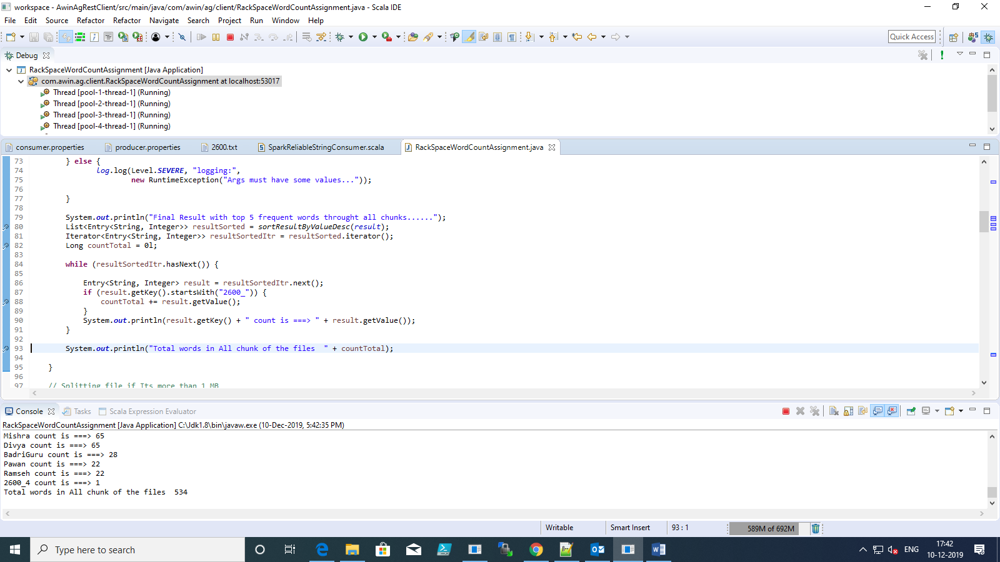 workspace - AwinAgRestClient/src/main/java/com/awin/ag/client/RackSpaceWordCountAssignment.java - Scala IDE
File Edit Source Refactor Refactor Navigate Search Project Run Window Help
Quick Access
Debug
RackSpaceWordCountAssignment [Java Application]
com.awin.ag.client.RackSpaceWordCountAssignment at localhost:53017
Thread [pool-1-thread-1] (Running)
Thread [pool-2-thread-1] (Running)
Thread [pool-3-thread-1] (Running)
Thread [pool-4-thread-1] (Running)
consumer.properties producer.properties 2600.txt SparkReliableStringConsumer.scala RackSpaceWordCountAssignment.java
73 } else {
74 log.log(Level.SEVERE, "logging:",
75 new RuntimeException("Args must have some values..."));
76
77 }
78
79 System.out.println("Final Result with top 5 frequent words throught all chunks......");
80 List<Entry<String, Integer>> resultSorted = sortResultByValueDesc(result);
81 Iterator<Entry<String, Integer>> resultSortedItr = resultSorted.iterator();
82 Long countTotal = 0l;
83
84 while (resultSortedItr.hasNext()) {
85
86 Entry<String, Integer> result = resultSortedItr.next();
87 if (result.getKey().startsWith("2600_")) {
88 countTotal += result.getValue();
89 }
90 System.out.println(result.getKey() + " count is ===> " + result.getValue());
91 }
92
93 System.out.println("Total words in All chunk of the files  " + countTotal);
94
95 }
96
97 // Splitting file if Its more than 1 MB
Console Tasks Scala Expression Evaluator
RackSpaceWordCountAssignment [Java Application] C:\Jdk1.8\bin\javaw.exe (10-Dec-2019, 5:42:35 PM)
Mishra count is ===> 65
Divya count is ===> 65
BadriGuru count is ===> 28
Pawan count is ===> 22
Ramseh count is ===> 22
2600_4 count is ===> 1
Total words in All chunk of the files  534
Writable Smart Insert 93 : 1 589M of 692M
Type here to search
ENG
17:42
10-12-2019